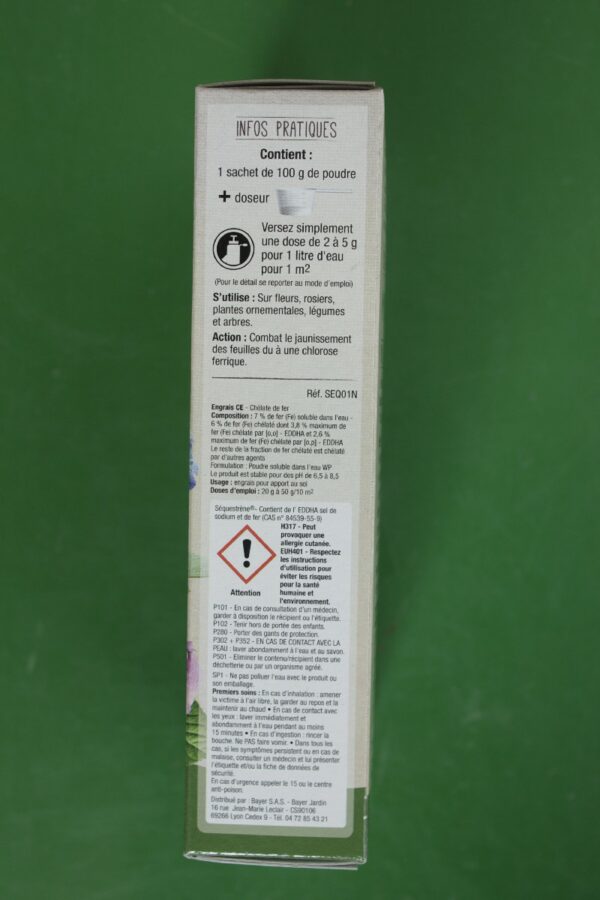 INFOS PRATIQUES
Contient :
1 sachet de 100 g de poudre
+ doseur
Versez simplement
une dose de 2 à 5 g
pour 1 litre d'eau
pour 1 m²
(Pour le détail se reporter au mode d'emploi)
S'utilise : Sur fleurs, rosiers,
plantes ornementales, légumes
et arbres.
Action : Combat le jaunissement
des feuilles du à une chlorose
ferrique.
Réf. SEQ01N
Engrais CE - Chélate de fer
Composition : 7 % de fer (Fe) soluble dans l'eau -
6 % de fer (Fe) chélaté dont 3,8 % maximum de
fer (Fe) chélaté par [o,o] - EDDHA et 2,6 %
maximum de fer (Fe) chélaté par [o,p] - EDDHA
Le reste de la fraction de fer chélaté est chélaté
par d'autres agents
Formulation : Poudre soluble dans l'eau WP
Le produit est stable pour des pH de 6,5 à 8,5
Usage : engrais pour apport au sol
Doses d'emploi : 20 g à 50 g/10 m²
Séquestrène®- Contient de l' EDDHA sel de
sodium et de fer (CAS n° 84539-55-9)
H317 - Peut
provoquer une
allergie cutanée.
EUH401 - Respectez
les instructions
d'utilisation pour
éviter les risques
pour la santé
humaine et
l'environnement.
Attention
P101 - En cas de consultation d'un médecin,
garder à disposition le récipient ou l'étiquette.
P102 - Tenir hors de portée des enfants.
P280 - Porter des gants de protection.
P302 + P352 - EN CAS DE CONTACT AVEC LA
PEAU : laver abondamment à l'eau et au savon.
P501 - Eliminer le contenu/récipient dans une
déchetterie ou par un organisme agréé.
SP1 - Ne pas polluer l'eau avec le produit ou
son emballage.
Premiers soins : En cas d'inhalation : amener
la victime à l'air libre, la garder au repos et la
maintenir au chaud • En cas de contact avec
les yeux : laver immédiatement et
abondamment à l'eau pendant au moins
15 minutes • En cas d'ingestion : rincer la
bouche. Ne PAS faire vomir. • Dans tous les
cas, si les symptômes persistent ou en cas de
malaise, consulter un médecin et lui présenter
l'étiquette et/ou la fiche de données de
sécurité.
En cas d'urgence appeler le 15 ou le centre
anti-poison.
Distribué par : Bayer S.A.S. - Bayer Jardin
16 rue Jean-Marie Leclair - CS90106
69266 Lyon Cedex 9 - Tél. 04 72 85 43 21